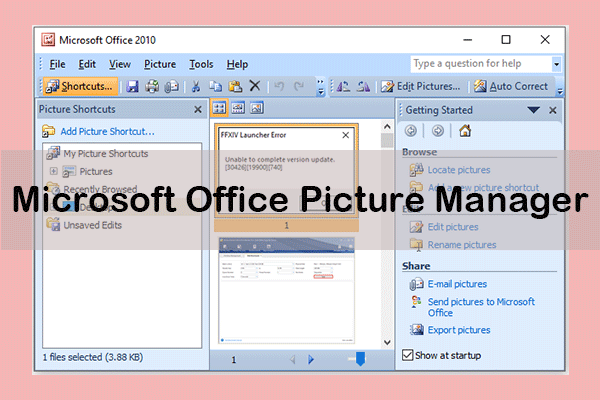 Microsoft Office 2010
File Edit View Picture Tools Help
Type a question for help
Shortcuts...
Edit Pictures...
Auto Correct
Picture Shortcuts
Add Picture Shortcut...
My Picture Shortcuts
Pictures
Recently Browsed
Unsaved Edits
1 files selected (3.88 KB)
FFXIV Launcher Error
Unable to complete version update.
[30426][19900][740]
1
1
Getting Started
Browse
Locate pictures
Add a new picture shortcut
Microsoft Office Picture Manager
Edit pictures
Rename pictures
Share
E-mail pictures
Send pictures to Microsoft
Office
Export pictures
Show at startup